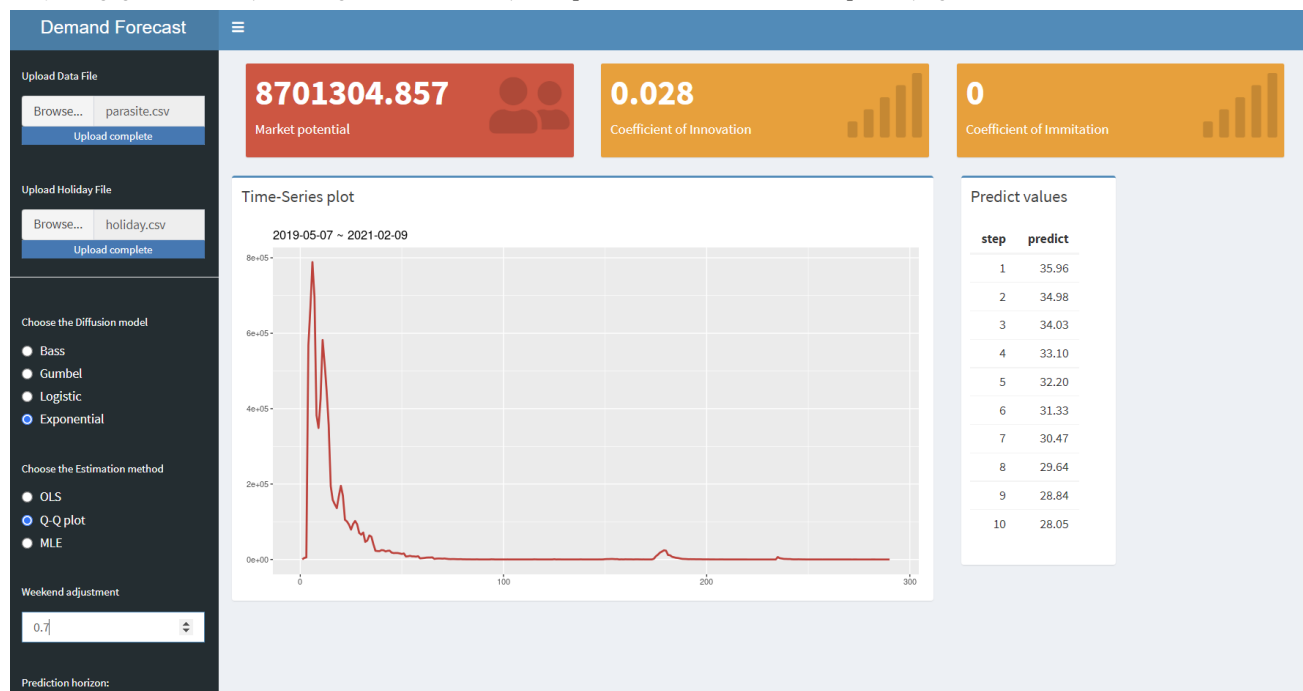 Demand Forecast
Upload Data File
Browse... parasite.csv
Upload complete
Upload Holiday File
Browse... holiday.csv
Upload complete
Choose the Diffusion model
Bass
Gumbel
Logistic
Exponential
Choose the Estimation method
OLS
Q-Q plot
MLE
Weekend adjustment
0.7
Prediction horizon:
8701304.857
Market potential
0.028
Coefficient of Innovation
0
Coefficient of Immitation
Time-Series plot
2019-05-07 ~ 2021-02-09
8e+05-
6e+05-
4e+05-
2e+05-
0e+00-
0 100 200 300
Predict values
step predict
1 35.96
2 34.98
3 34.03
4 33.10
5 32.20
6 31.33
7 30.47
8 29.64
9 28.84
10 28.05